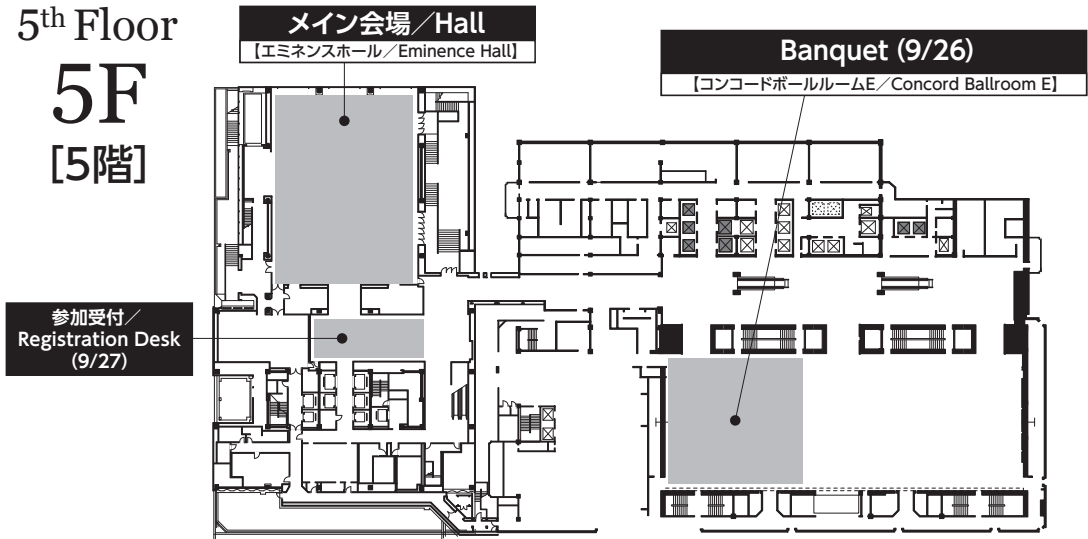 5th Floor
5F
[5階]
メイン会場／Hall
【エミネンスホール／Eminence Hall】
Banquet (9/26)
【コンコードボールルームE／Concord Ballroom E】
参加受付／
Registration Desk
(9/27)